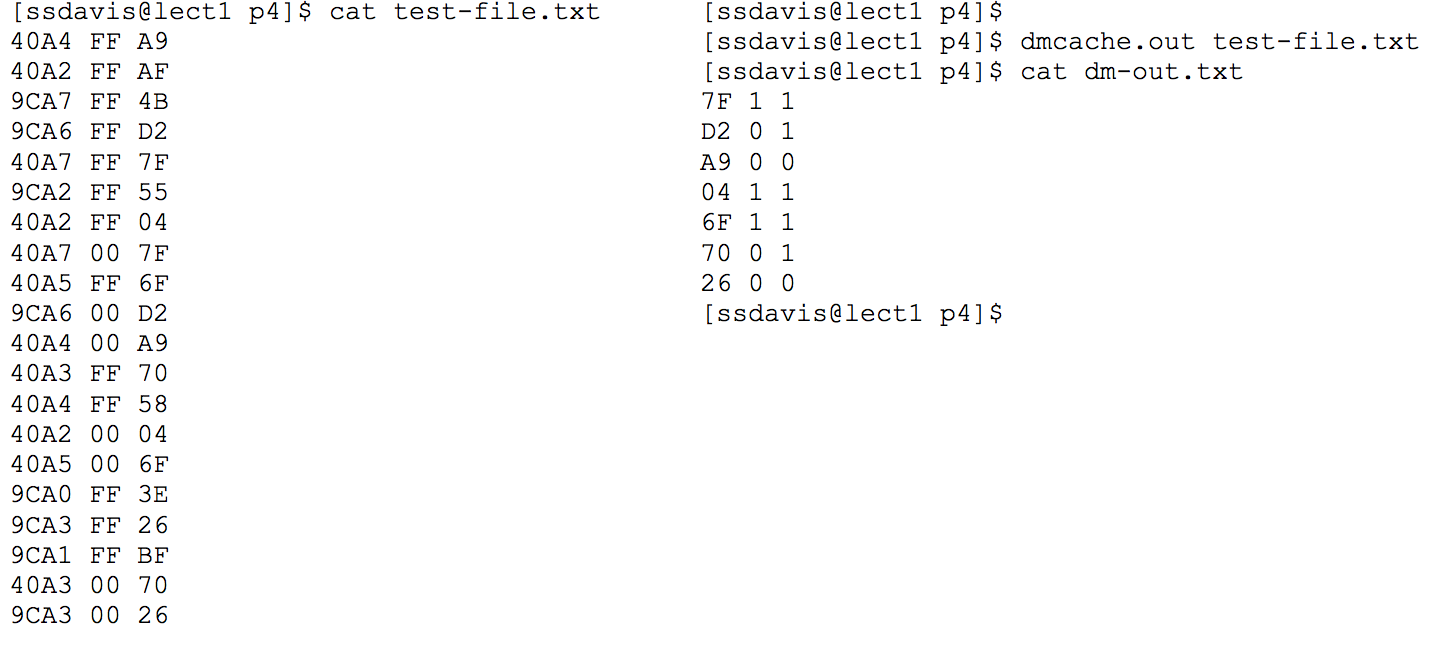 [ssdavis@lect1 p4]$ cat test-file.txt
40A4 FF A9
40A2 FF AF
9CA7 FF 4B
9CA6 FF D2
40A7 FF 7F
9CA2 FF 55
40A2 FF 04
40A7 00 7F
40A5 FF 6F
9CA6 00 D2
40A4 00 A9
40A3 FF 70
40A4 FF 58
40A2 00 04
40A5 00 6F
9CA0 FF 3E
9CA3 FF 26
9CA1 FF BF
40A3 00 70
9CA3 00 26
[ssdavis@lect1 p4]$
[ssdavis@lect1 p4]$ dmcache.out test-file.txt
[ssdavis@lect1 p4]$ cat dm-out.txt
7F 1 1
D2 0 1
A9 0 0
04 1 1
6F 1 1
70 0 1
26 0 0
[ssdavis@lect1 p4]$